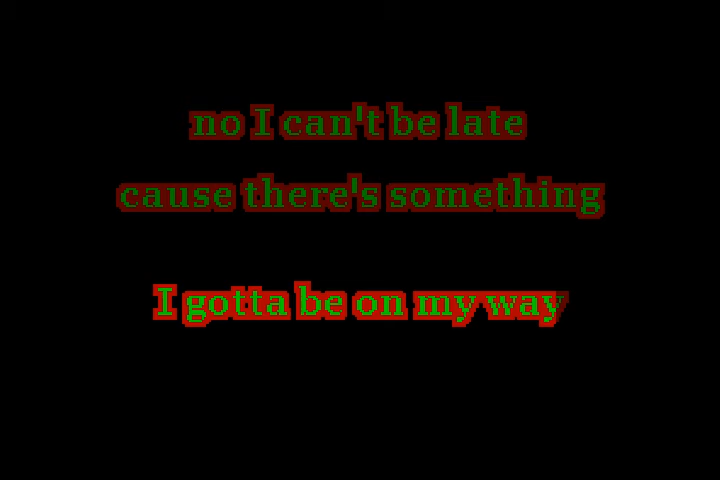 no I can't be late
cause there's something
I gotta be on my way